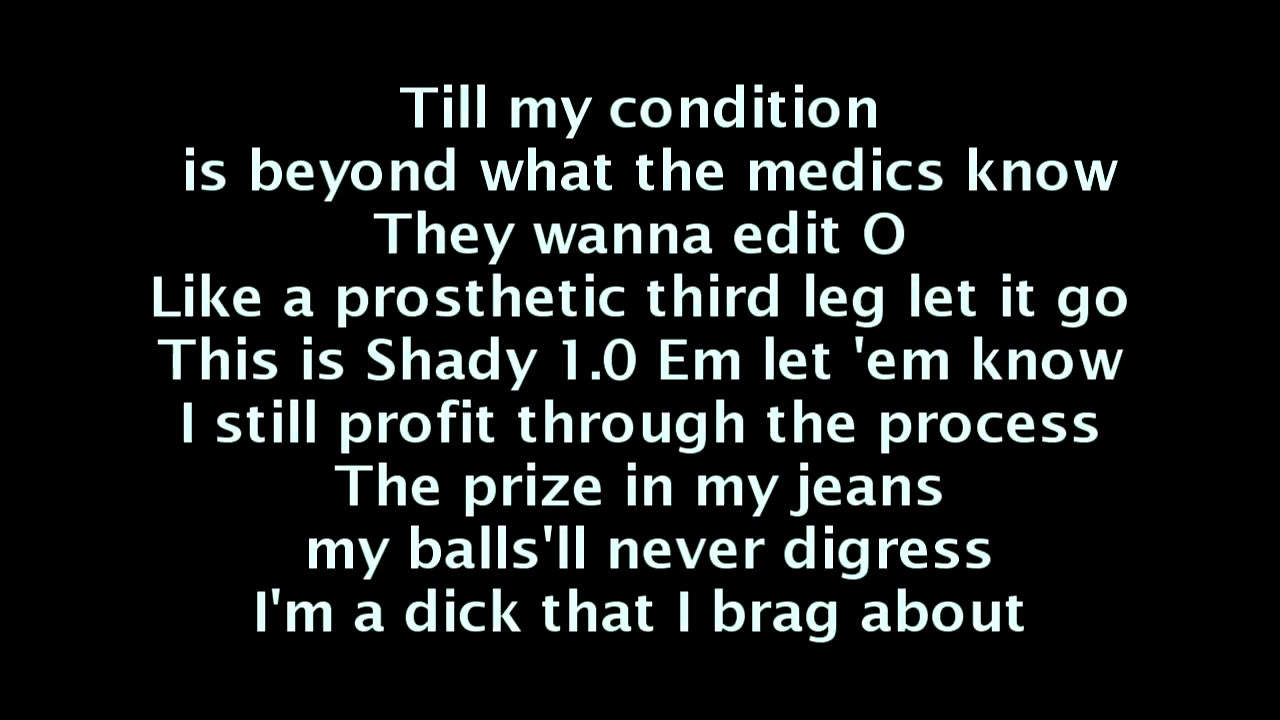 Till my condition
is beyond what the medics know
They wanna edit O
Like a prosthetic third leg let it go
This is Shady 1.0 Em let 'em know
I still profit through the process
The prize in my jeans
my balls'll never digress
I'm a dick that I brag about